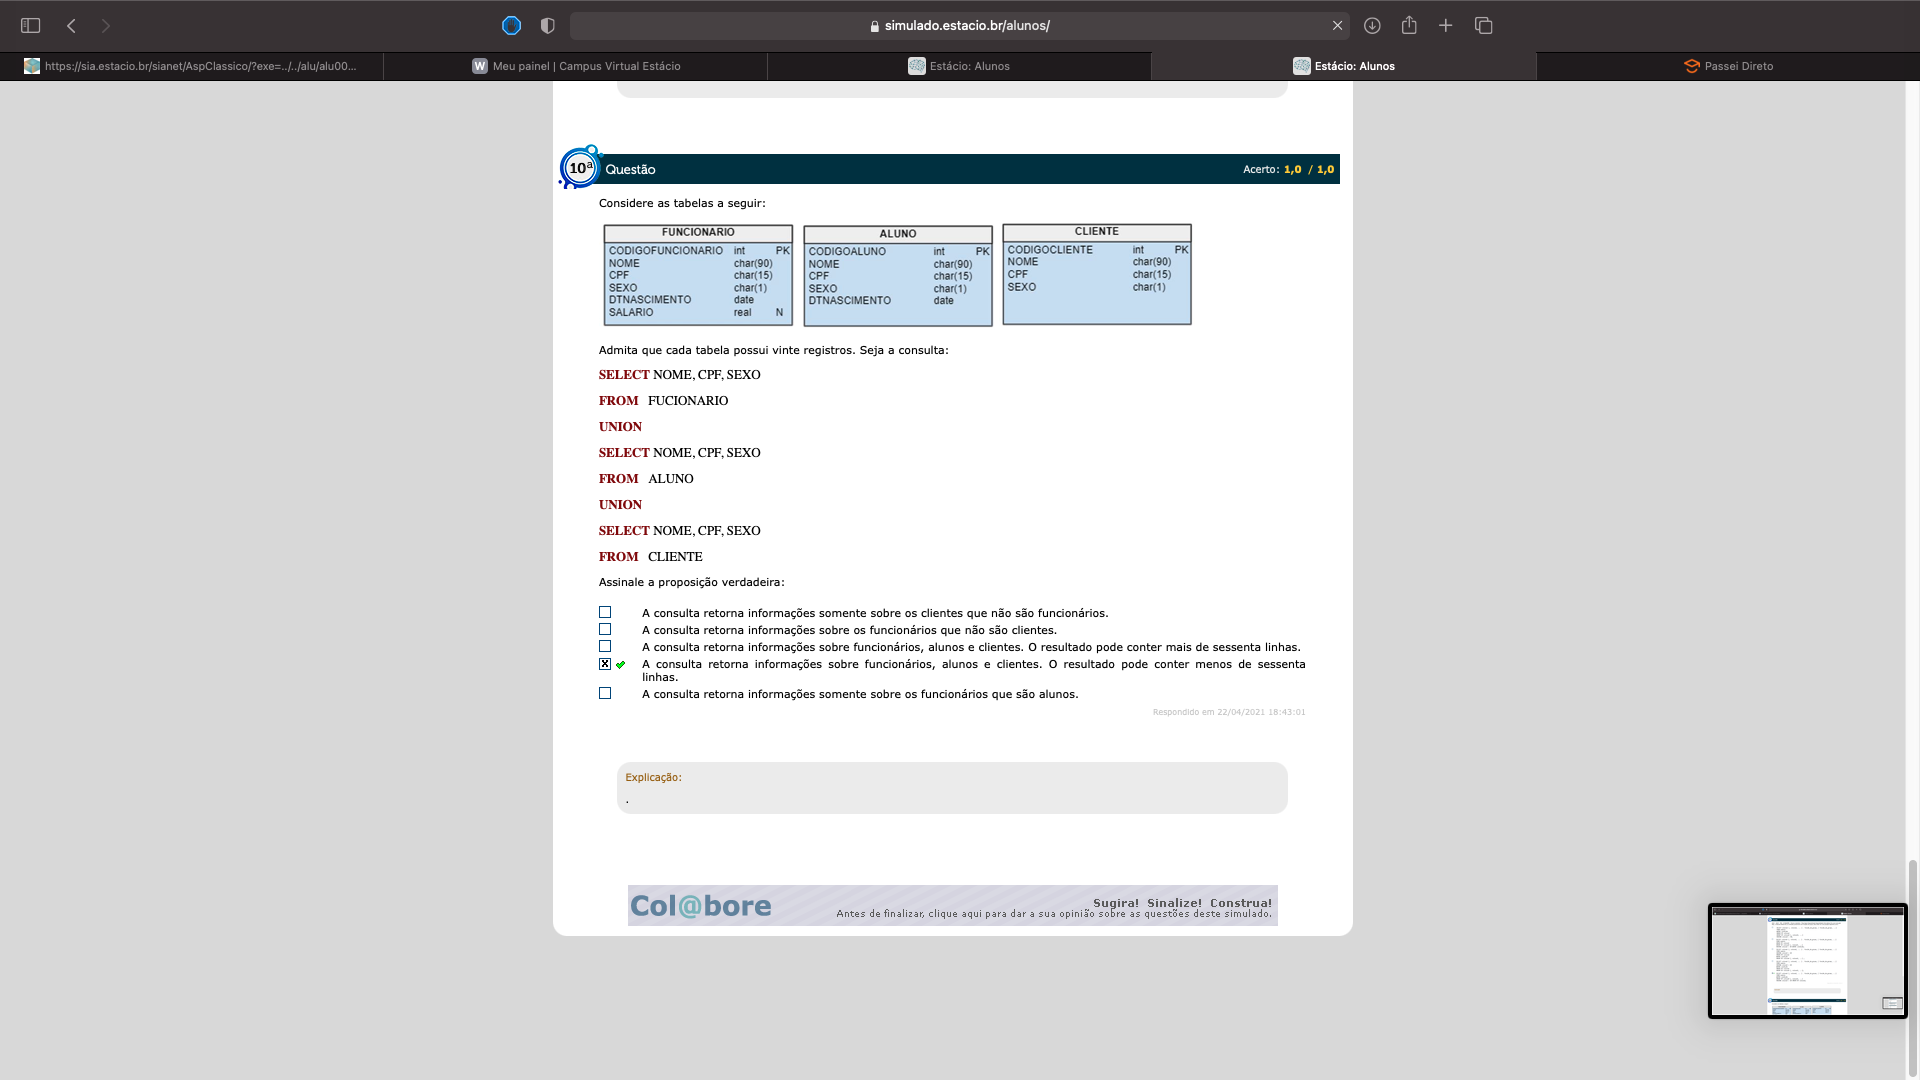 simulado.estacio.br/alunos/
https://sia.estacio.br/sianet/AspClassico/?exe=../../alu/alu00...
W Meu painel | Campus Virtual Estácio
Estácio: Alunos
Estácio: Alunos
Passei Direto
10ª Questão
Acerto: 1,0 / 1,0
Considere as tabelas a seguir:
FUNCIONARIO
CODIGOFUNCIONARIO int PK
NOME char(90)
CPF char(15)
SEXO char(1)
DTNASCIMENTO date
SALARIO real N
ALUNO
CODIGOALUNO int PK
NOME char(90)
CPF char(15)
SEXO char(1)
DTNASCIMENTO date
CLIENTE
CODIGOCLIENTE int PK
NOME char(90)
CPF char(15)
SEXO char(1)
Admita que cada tabela possui vinte registros. Seja a consulta:
SELECT NOME, CPF, SEXO
FROM FUCIONARIO
UNION
SELECT NOME, CPF, SEXO
FROM ALUNO
UNION
SELECT NOME, CPF, SEXO
FROM CLIENTE
Assinale a proposição verdadeira:
A consulta retorna informações somente sobre os clientes que não são funcionários.
A consulta retorna informações sobre os funcionários que não são clientes.
A consulta retorna informações sobre funcionários, alunos e clientes. O resultado pode conter mais de sessenta linhas.
A consulta retorna informações sobre funcionários, alunos e clientes. O resultado pode conter menos de sessenta
linhas.
A consulta retorna informações somente sobre os funcionários que são alunos.
Respondido em 22/04/2021 18:43:01
Explicação:
.
Col@bore
Sugira! Sinalize! Construa!
Antes de finalizar, clique aqui para dar a sua opinião sobre as questões deste simulado.